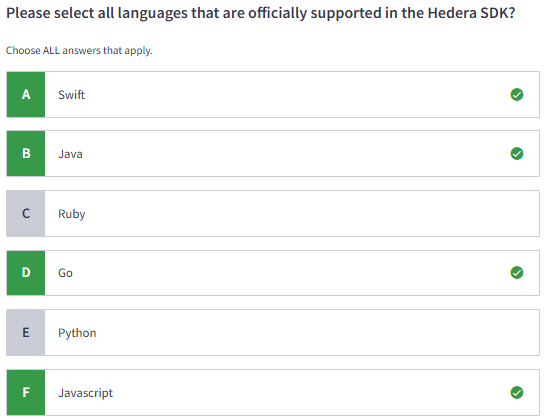 Please select all languages that are officially supported in the Hedera SDK?
Choose ALL answers that apply.
A Swift
B Java
C Ruby
D Go
E Python
F Javascript